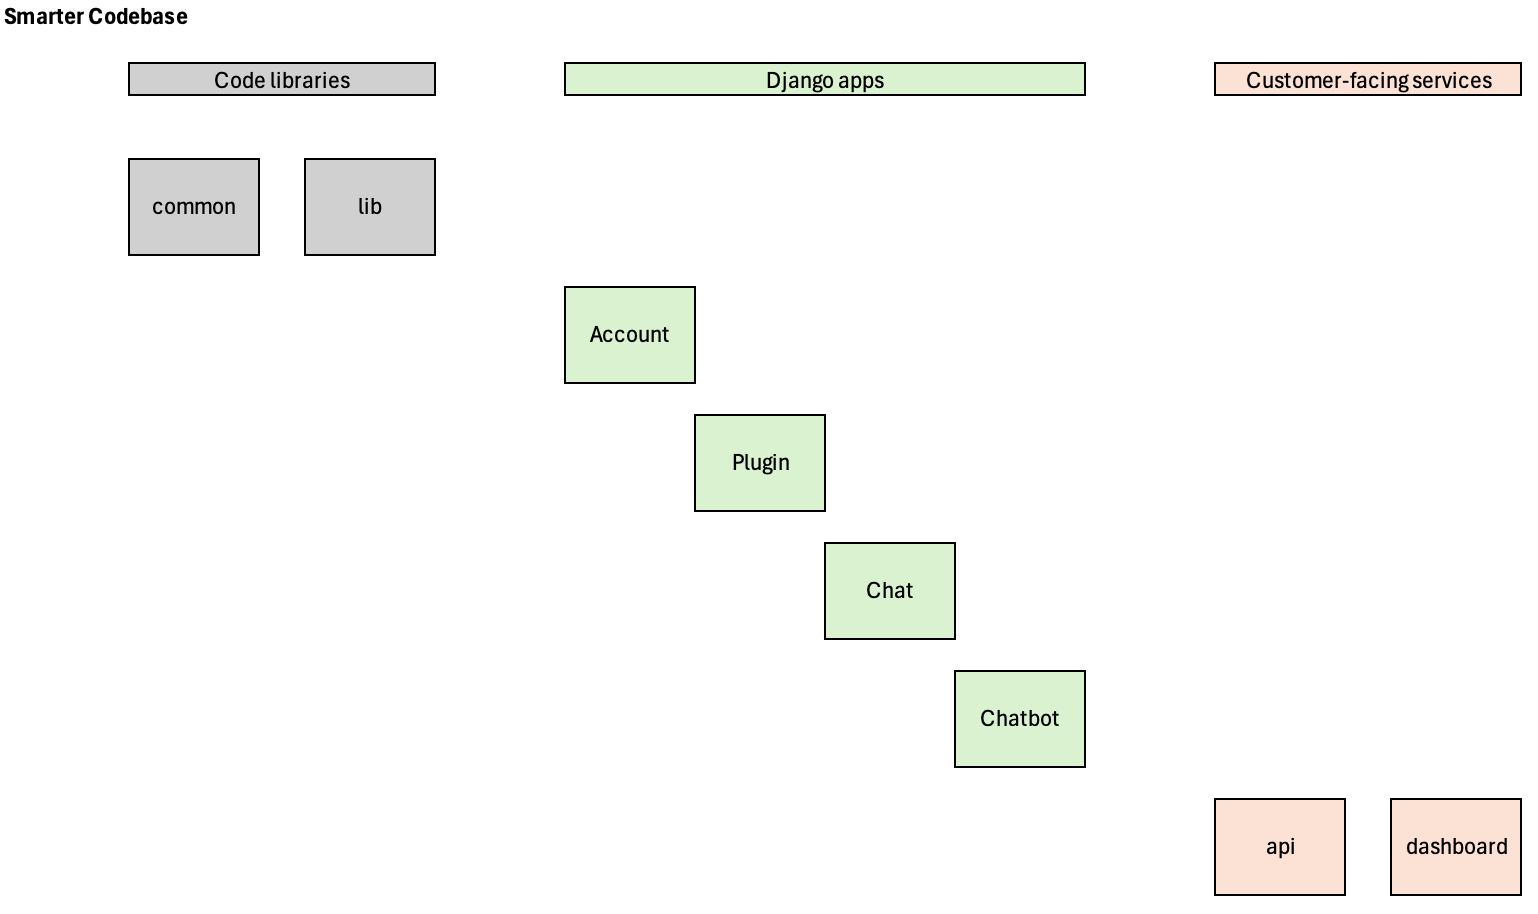 Smarter Codebase
Code libraries
Django apps
Customer-facing services
common
lib
Account
Plugin
Chat
Chatbot
api
dashboard